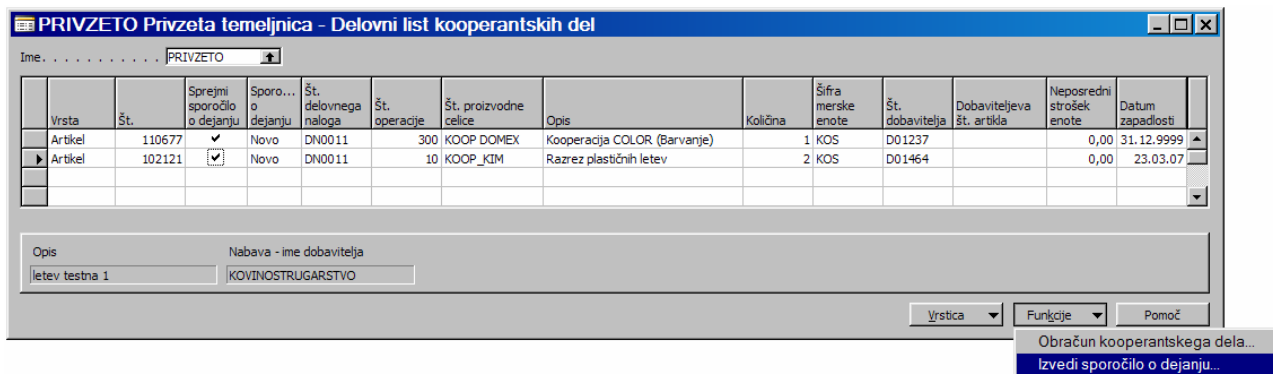 PRIVZETO Privzeta temeljnica - Delovni list kooperantskih del
Ime. . . . . . . . . . . PRIVZETO
Vrsta Št. Sprejmi sporočilo o dejanju Sporo... o dejanju Št. delovnega naloga Št. operacije Št. proizvodne celice Opis Količina Šifra merske enote Št. dobavitelja Dobaviteljeva št. artikla Neposredni strošek enote Datum zapadlosti
Artikel 110677 ✔ Novo DN0011 300 KOOP DOMEX Kooperacija COLOR (Barvanje) 1 KOS D01237 0,00 31.12.9999
Artikel 102121 ✔ Novo DN0011 10 KOOP_KIM Razrez plastičnih letev 2 KOS D01464 0,00 23.03.07
Opis Nabava - ime dobavitelja
letev testna 1 KOVINOSTRUGARSTVO
Vrstica Funkcije Pomoč
Obračun kooperantskega dela...
Izvedi sporočilo o dejanju...